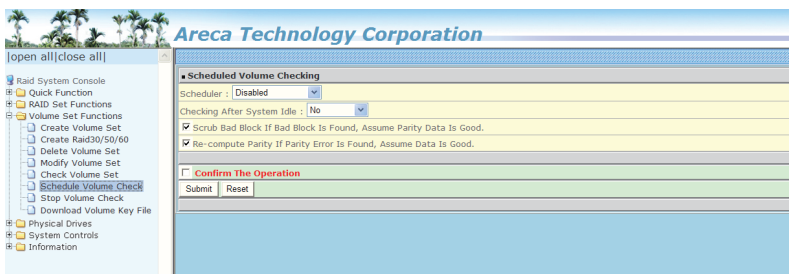 Areca Technology Corporation
|open all|close all|
Raid System Console
Quick Function
RAID Set Functions
Volume Set Functions
Create Volume Set
Create Raid30/50/60
Delete Volume Set
Modify Volume Set
Check Volume Set
Schedule Volume Check
Stop Volume Check
Download Volume Key File
Physical Drives
System Controls
Information
Scheduled Volume Checking
Scheduler : Disabled
Checking After System Idle : No
Scrub Bad Block If Bad Block Is Found, Assume Parity Data Is Good.
Re-compute Parity If Parity Error Is Found, Assume Data Is Good.
Confirm The Operation
Submit Reset